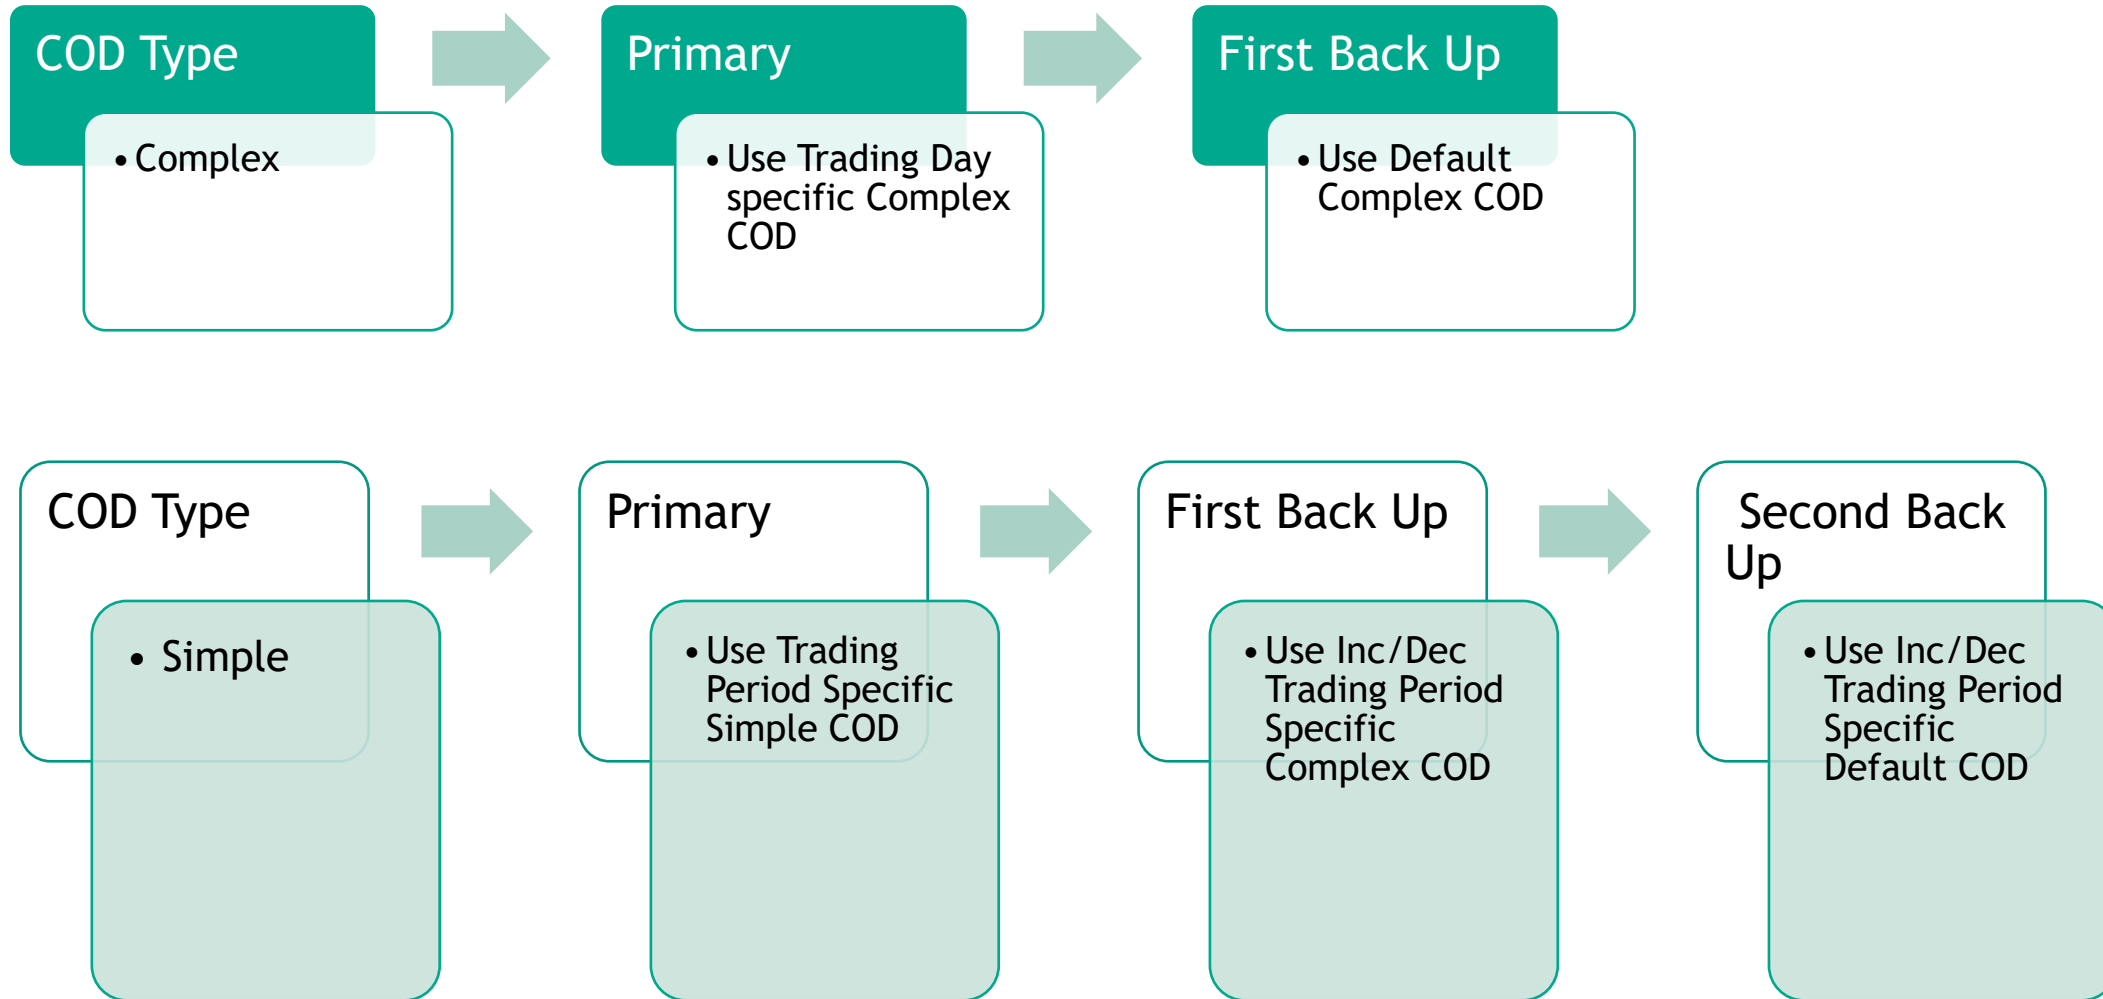 COD Type
• Complex
Primary
• Use Trading Day
specific Complex
COD
First Back Up
• Use Default
Complex COD
COD Type
• Simple
Primary
• Use Trading
Period Specific
Simple COD
First Back Up
• Use Inc/Dec
Trading Period
Specific
Complex COD
Second Back
Up
• Use Inc/Dec
Trading Period
Specific
Default COD